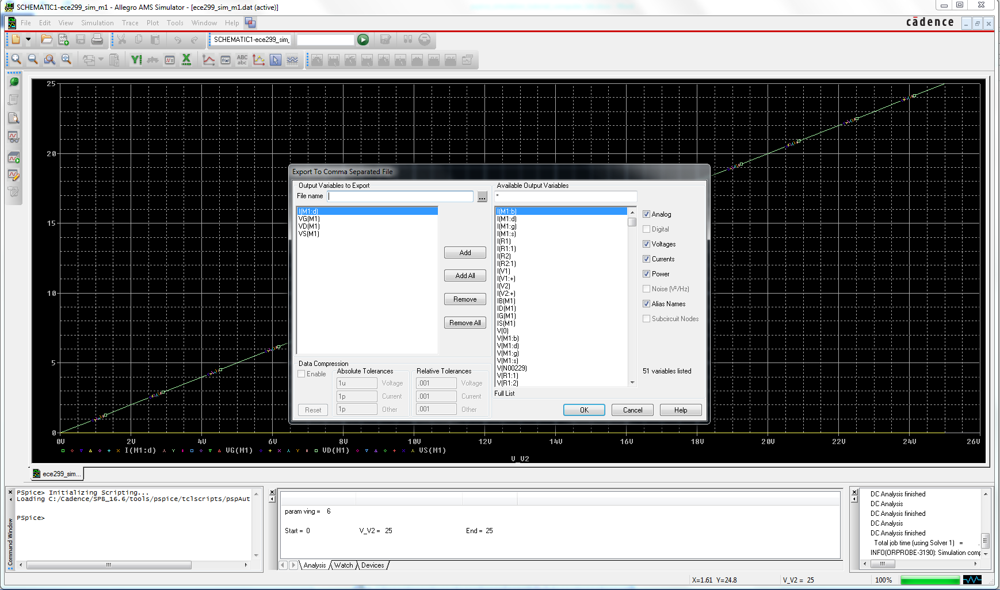 SCHEMATIC1-ece299_sim_m1 - Allegro AMS Simulator - [ece299_sim_m1.dat (active)]
File Edit View Simulation Trace Plot Tools Window Help
cādence
SCHEMATIC1-ece299_sim_
ABC
abc
25
20
15
10
5
0
0V 2V 4V 6V 8V 10V 12V 14V 16V 18V 20V 22V 24V 26V
I(M1:d) VG(M1) VD(M1) VS(M1)
V_V2
Export To Comma Separated File
Output Variables to Export
File name
...
I(M1:d)
VG(M1)
VD(M1)
VS(M1)
Add
Add All
Remove
Remove All
Data Compression
Enable
Reset
Absolute Tolerances
1u Voltage
1p Current
1p Other
Relative Tolerances
.001 Voltage
.001 Current
.001 Other
Available Output Variables
*
I(M1:b)
I(M1:d)
I(M1:g)
I(M1:s)
I(R1)
I(R1:1)
I(R2)
I(R2:1)
I(V1)
I(V1:+)
I(V2)
I(V2:+)
IB(M1)
ID(M1)
IG(M1)
IS(M1)
V(0)
V(M1:b)
V(M1:d)
V(M1:g)
V(M1:s)
V(N00229)
V(R1:1)
V(R1:2)
Full List
Analog
Digital
Voltages
Currents
Power
Noise (V²/Hz)
Alias Names
Subcircuit Nodes
51 variables listed
OK
Cancel
Help
ece299_sim...
PSpice> Initializing Scripting...
Loading C:/Cadence/SPB_16.6/tools/pspice/tclscripts/pspAut
PSpice>
Command Window
param ving = 6
Start = 0 V_V2 = 25 End = 25
Analysis Watch Devices
DC Analysis finished
DC Analysis
DC Analysis finished
DC Analysis
DC Analysis finished
Total job time (using Solver 1) = .
INFO(ORPROBE-3190): Simulation comp
X=1.61 Y=24.8 V_V2 = 25 100%